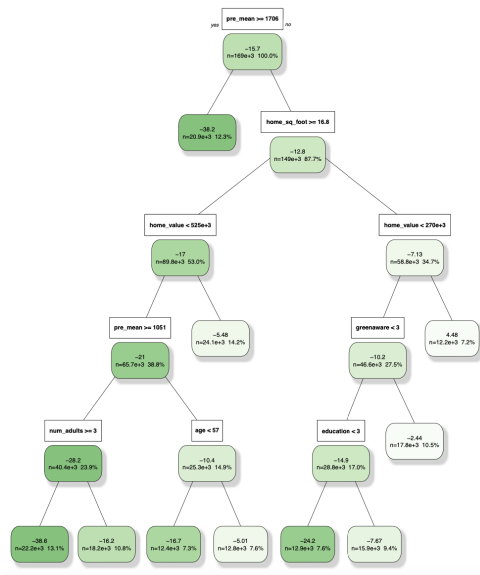 pre_mean >= 1706
yes
no
−15.7
n=169e+3 100.0%
home_sq_foot >= 16.8
−38.2
n=20.9e+3 12.3%
−12.8
n=149e+3 87.7%
home_value < 525e+3
home_value < 270e+3
−17
n=89.8e+3 53.0%
−7.13
n=58.8e+3 34.7%
pre_mean >= 1051
−5.48
n=24.1e+3 14.2%
greenaware < 3
4.48
n=12.2e+3 7.2%
−21
n=65.7e+3 38.8%
−10.2
n=46.6e+3 27.5%
num_adults >= 3
age < 57
education < 3
−2.44
n=17.8e+3 10.5%
−28.2
n=40.4e+3 23.9%
−10.4
n=25.3e+3 14.9%
−14.9
n=28.8e+3 17.0%
−38.6
n=22.2e+3 13.1%
−16.2
n=18.2e+3 10.8%
−16.7
n=12.4e+3 7.3%
−5.01
n=12.8e+3 7.6%
−24.2
n=12.9e+3 7.6%
−7.67
n=15.9e+3 9.4%